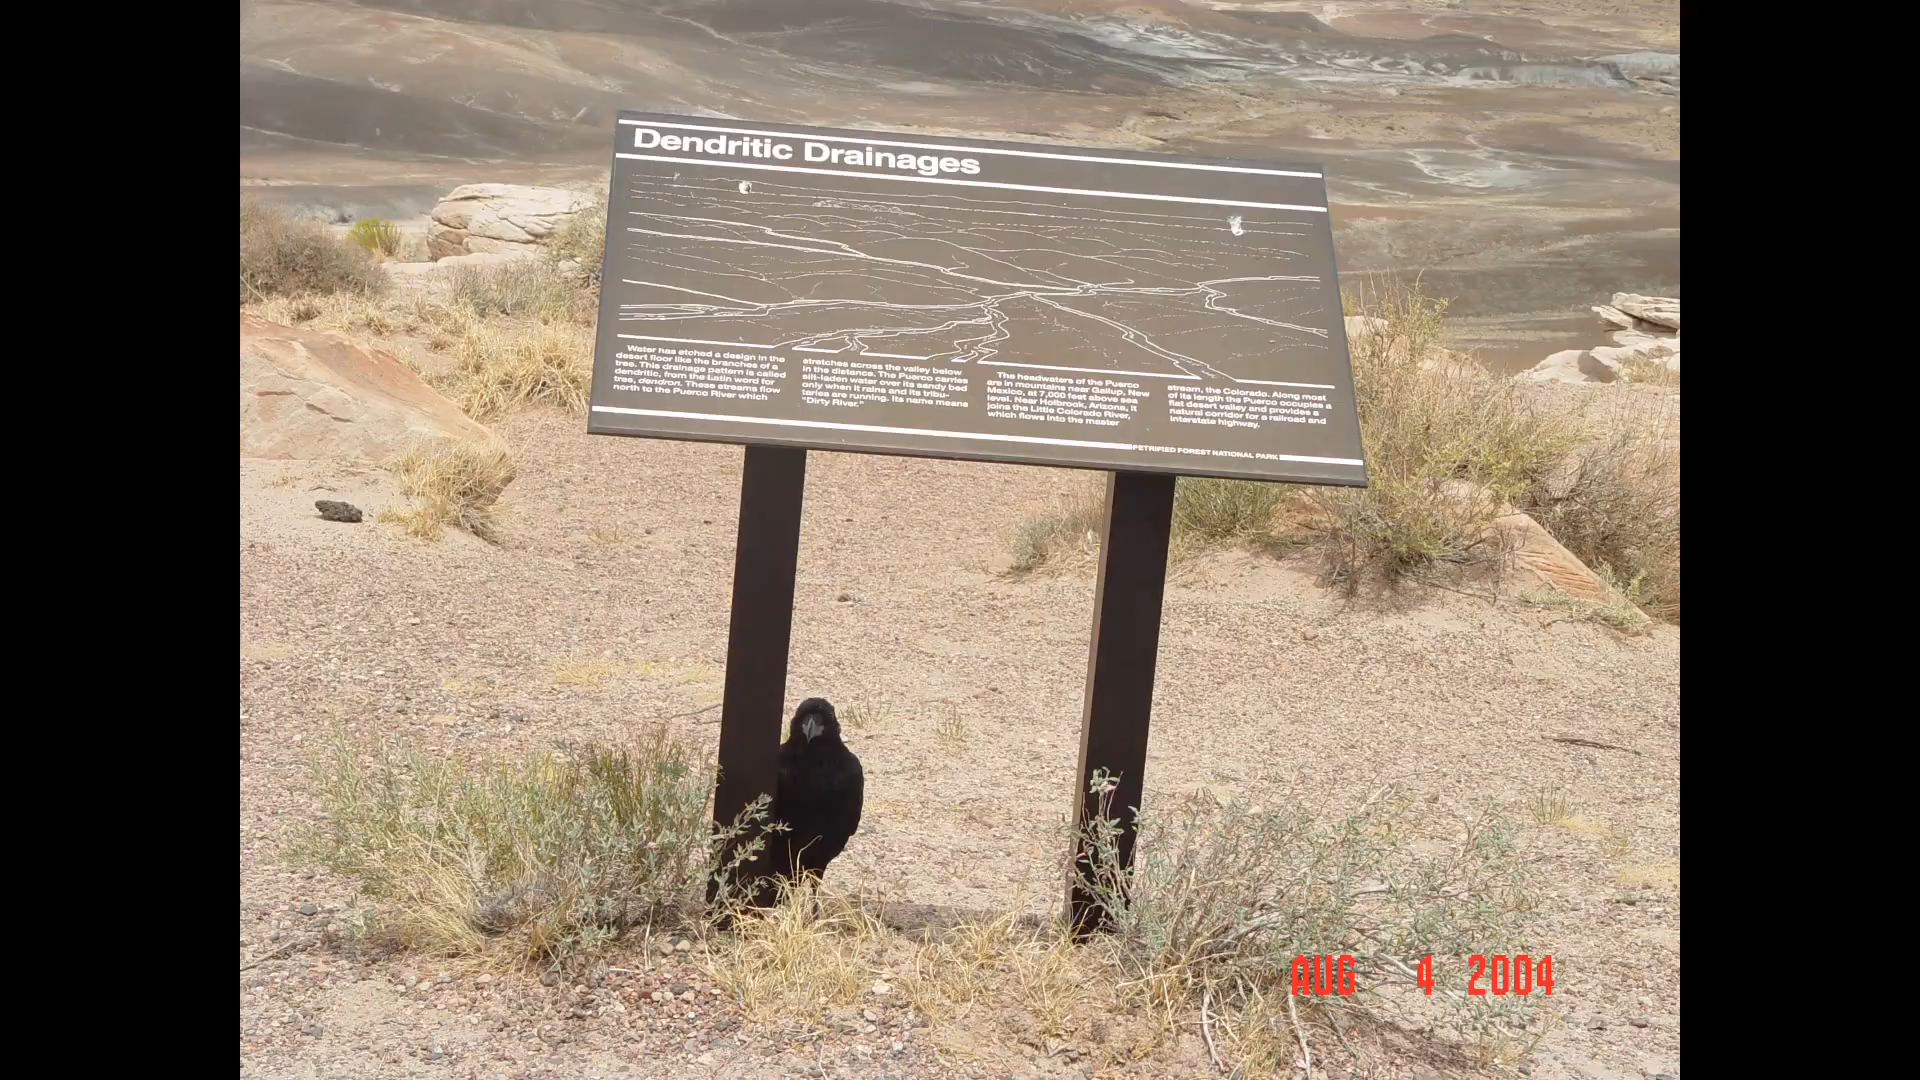 Dendritic Drainages
Water has etched a design in the
desert floor like the branches of a
tree. This drainage pattern is called
dendritic, from the Latin word for
tree, dendron. These streams flow
north to the Puerco River which
stretches across the valley below
in the distance. The Puerco carries
silt-laden water over its sandy bed
only when it rains and its tribu-
taries are running. Its name means
"Dirty River."
The headwaters of the Puerco
are in mountains near Gallup, New
Mexico, at 7,000 feet above sea
level. Near Holbrook, Arizona, it
joins the Little Colorado River,
which flows into the master
stream, the Colorado. Along most
of its length the Puerco occupies a
flat desert valley and provides a
natural corridor for a railroad and
interstate highway.
PETRIFIED FOREST NATIONAL PARK
AUG 4 2004